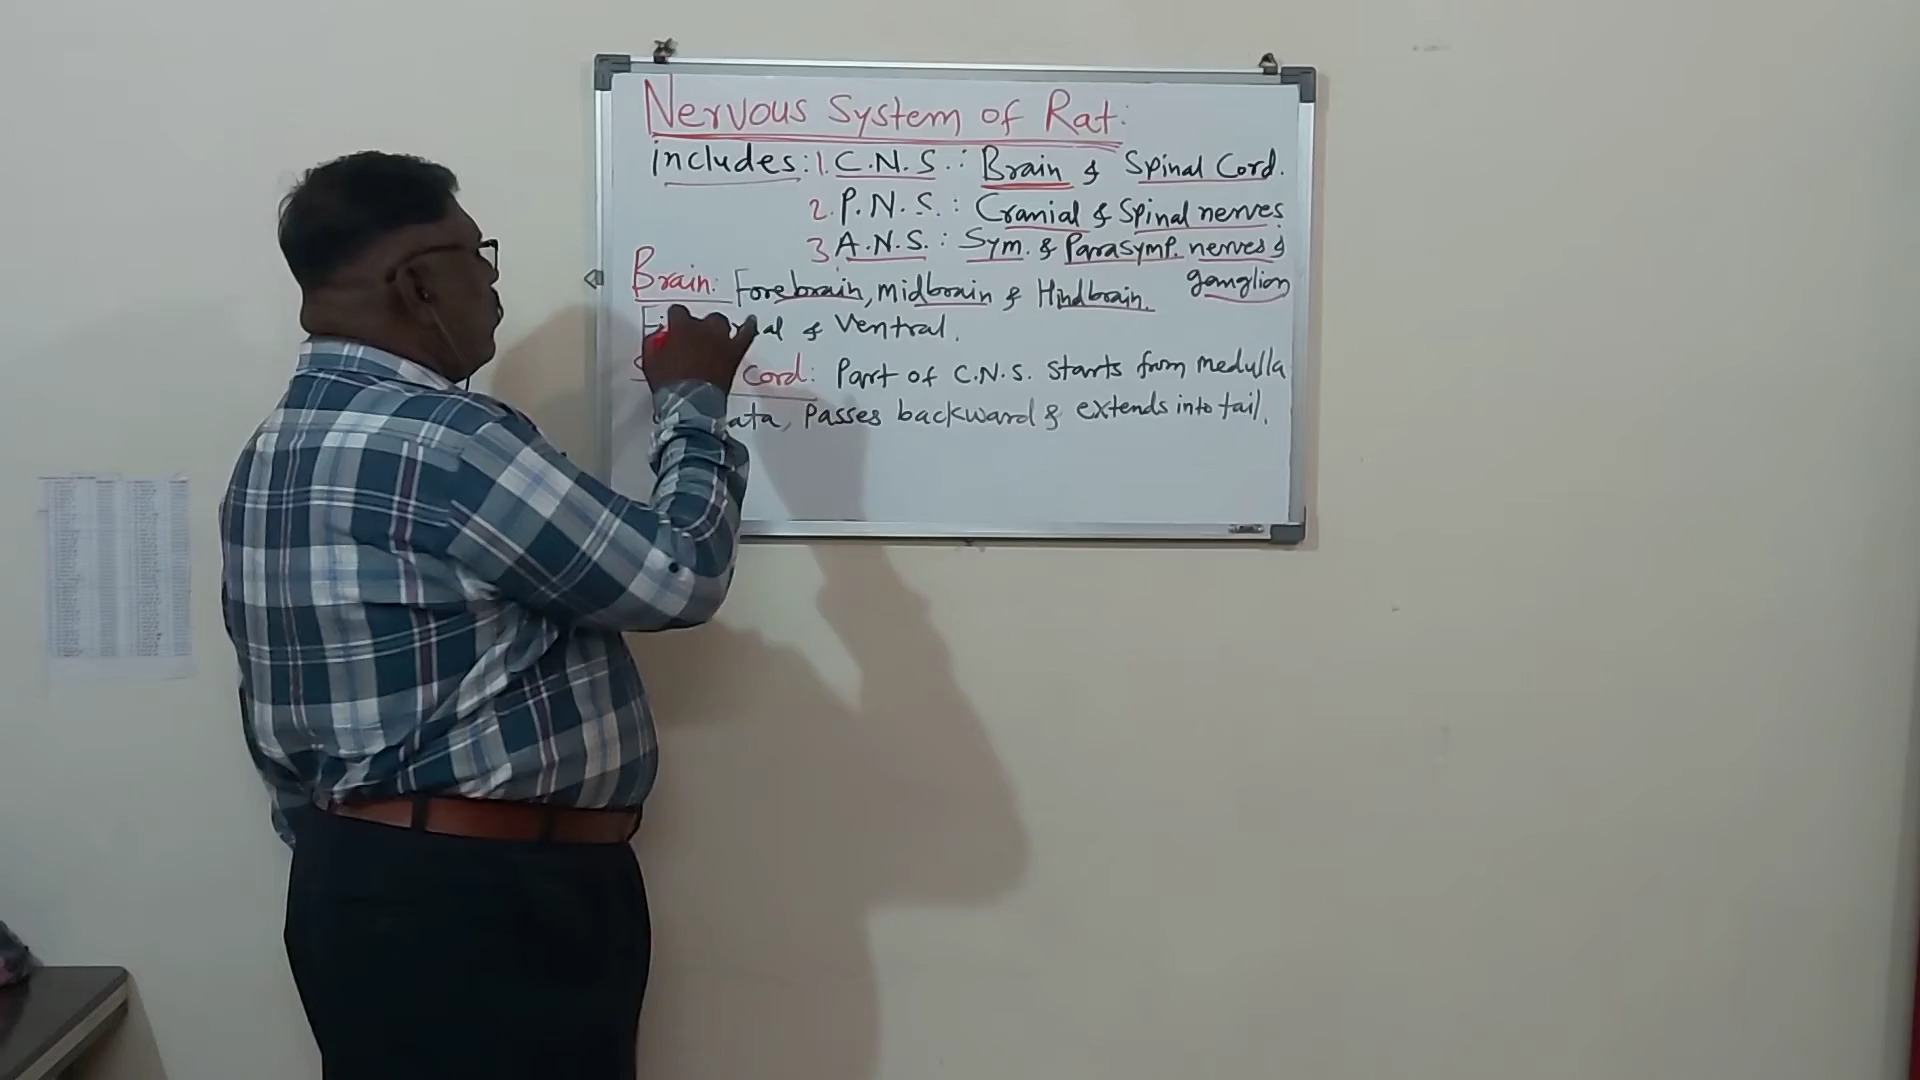 Nervous System of Rat:
includes: 1. C.N.S.: Brain & Spinal Cord.
2. P.N.S.: Cranial & Spinal nerves
3 A.N.S.: Sym. & Parasymp. nerves &
ganglion
Brain: Forebrain, midbrain & Hindbrain.
& Ventral.
Cord: Part of C.N.S. starts from medulla
Passes backward & extends into tail.